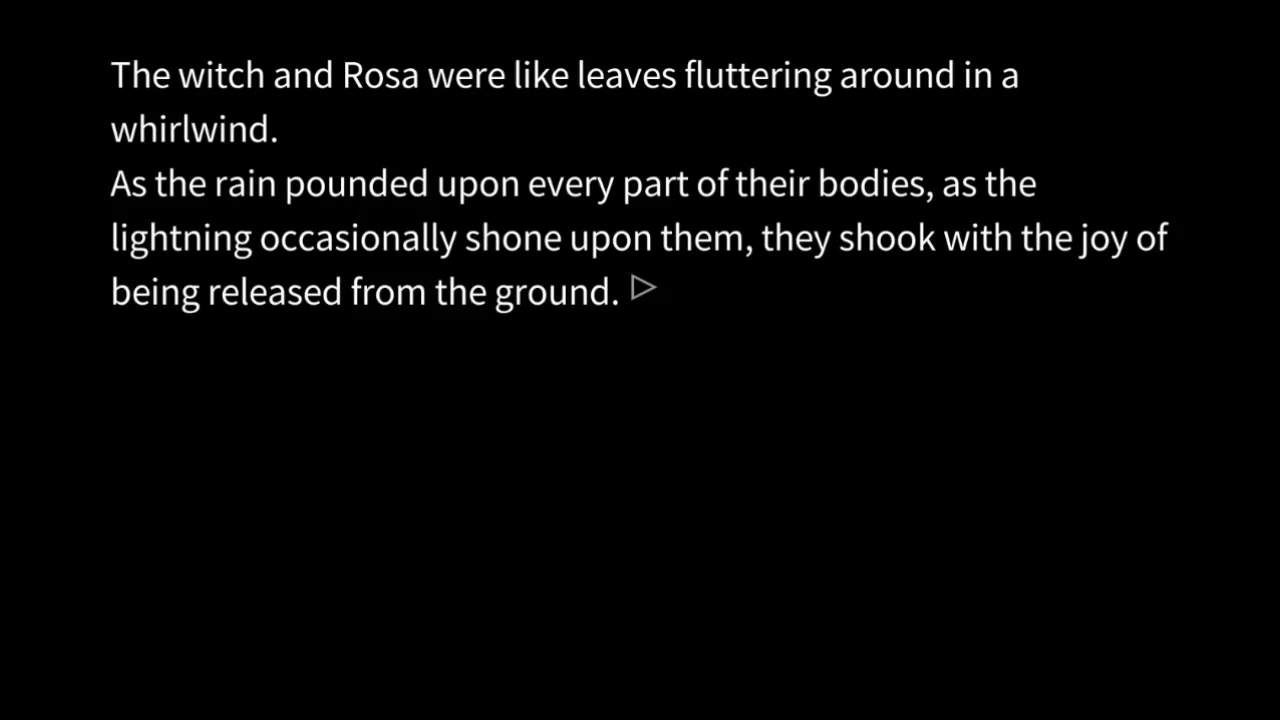 The witch and Rosa were like leaves fluttering around in a
whirlwind.
As the rain pounded upon every part of their bodies, as the
lightning occasionally shone upon them, they shook with the joy of
being released from the ground.